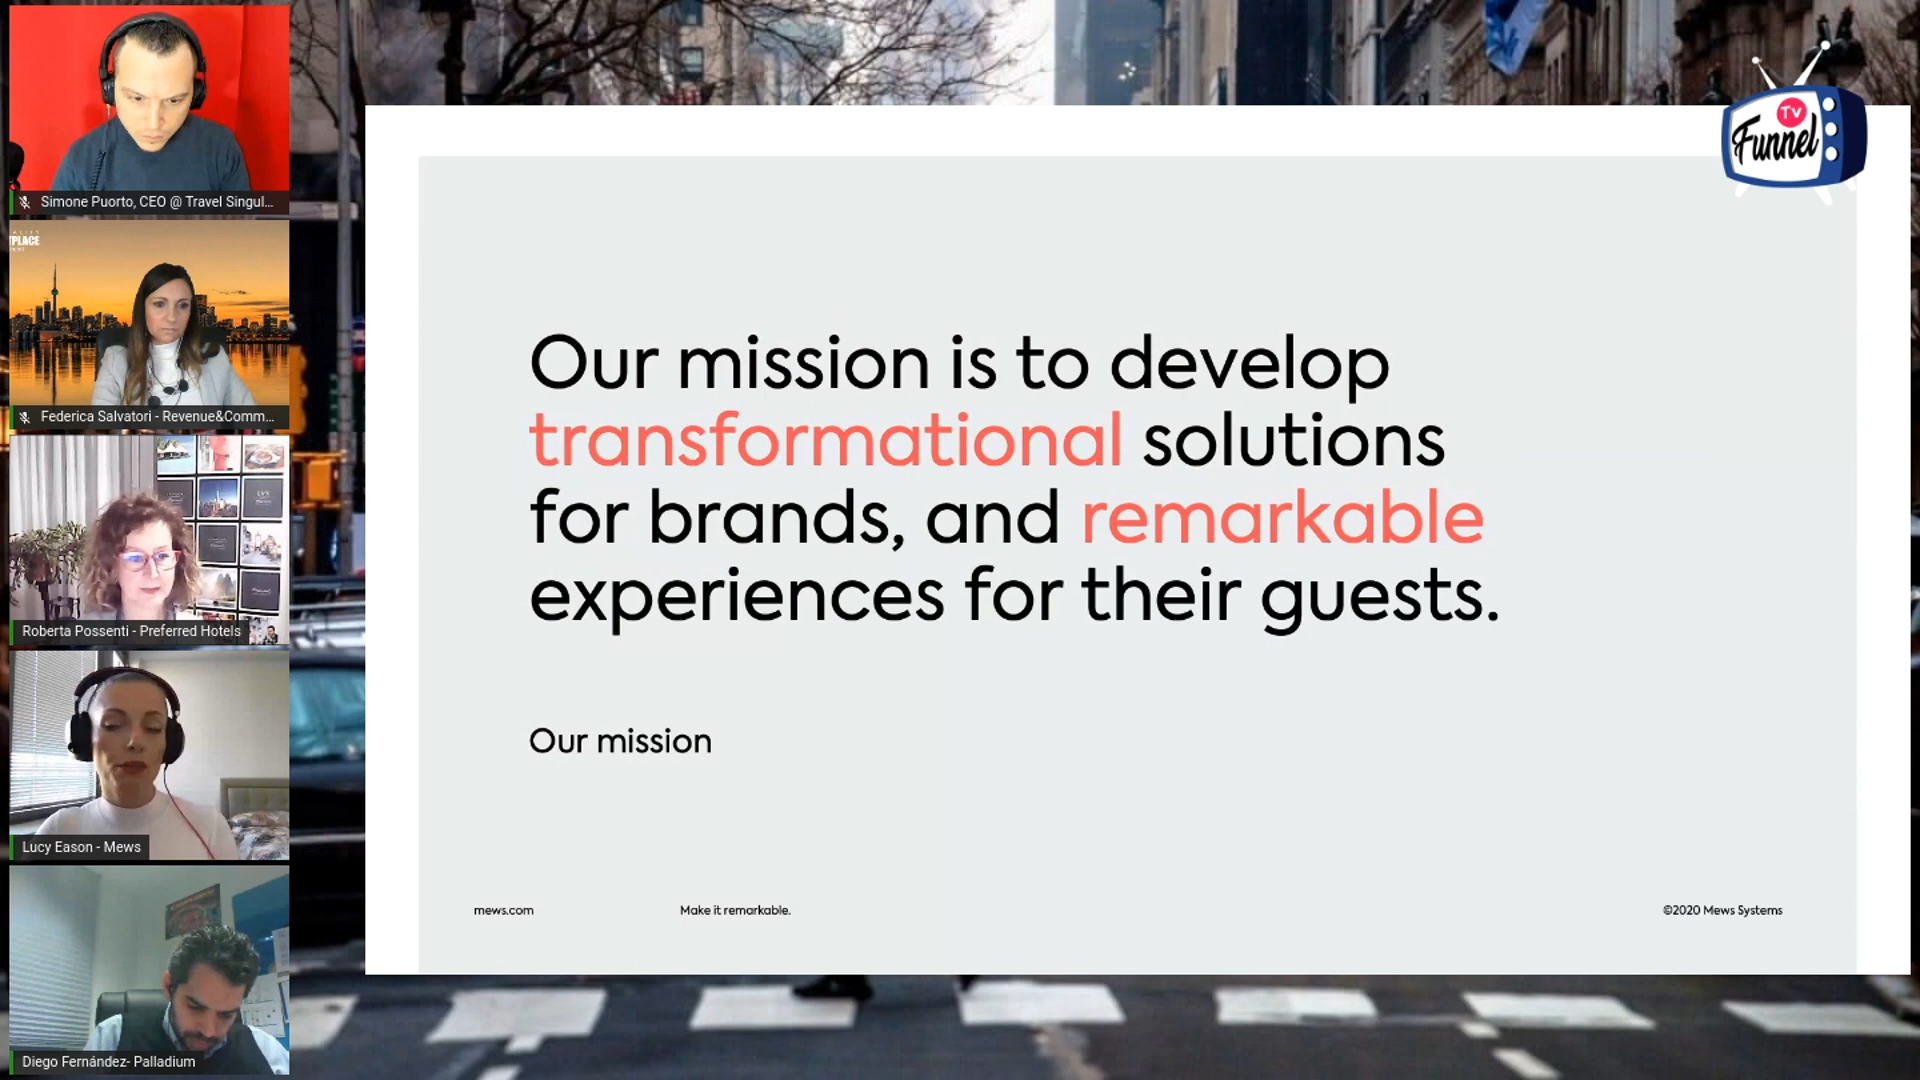 Simone Puorto, CEO @ Travel Singul...
PLACE
Federica Salvatori - Revenue&Comm...
Roberta Possenti - Preferred Hotels
Lucy Eason - Mews
Diego Fernández- Palladium
Tv
Funnel
Our mission is to develop
transformational solutions
for brands, and remarkable
experiences for their guests.
Our mission
mews.com
Make it remarkable.
©2020 Mews Systems